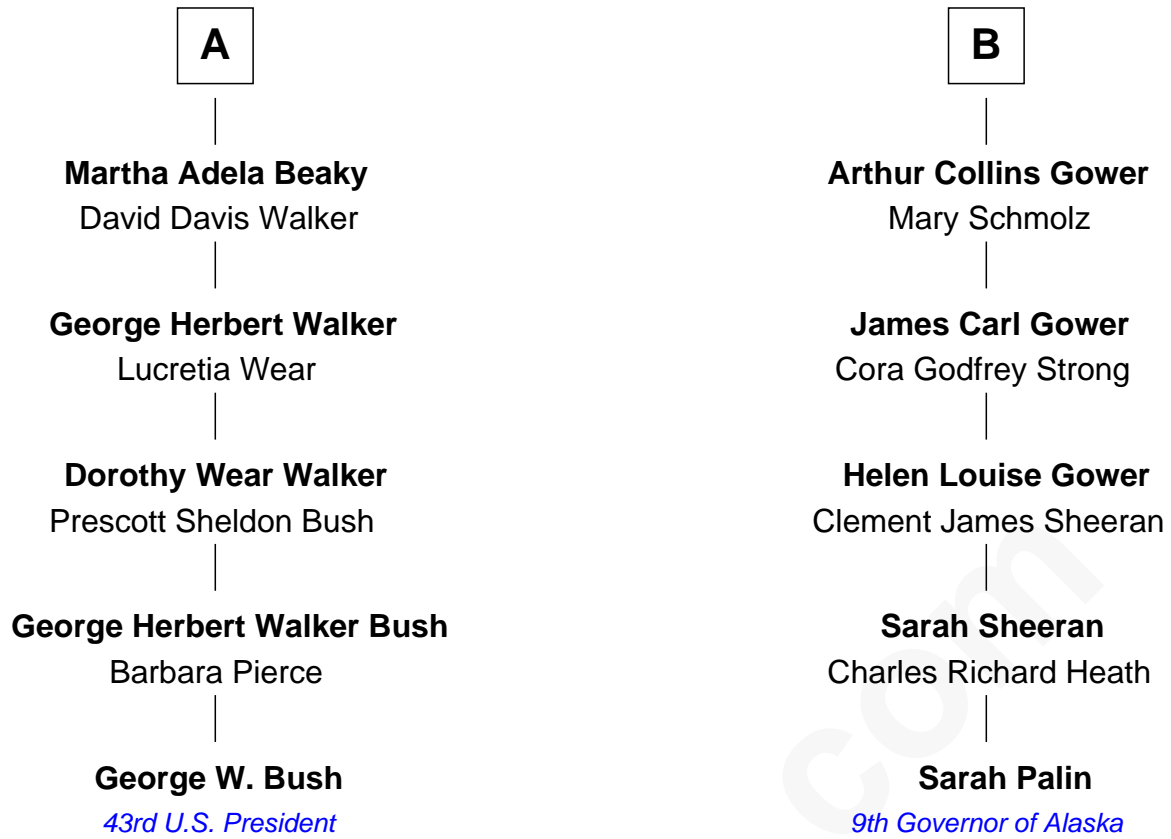 A
Martha Adela Beaky
David Davis Walker
George Herbert Walker
Lucretia Wear
Dorothy Wear Walker
Prescott Sheldon Bush
George Herbert Walker Bush
Barbara Pierce
George W. Bush
43rd U.S. President
B
Arthur Collins Gower
Mary Schmolz
James Carl Gower
Cora Godfrey Strong
Helen Louise Gower
Clement James Sheeran
Sarah Sheeran
Charles Richard Heath
Sarah Palin
9th Governor of Alaska
com